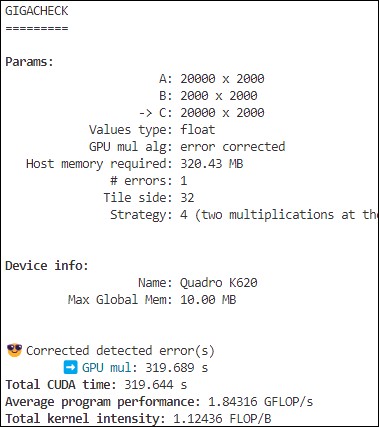 GIGACHECK
=========
Params:
A: 20000 x 2000
B: 2000 x 2000
-> C: 20000 x 2000
Values type: float
GPU mul alg: error corrected
Host memory required: 320.43 MB
# errors: 1
Tile side: 32
Strategy: 4 (two multiplications at the
Device info:
Name: Quadro K620
Max Global Mem: 10.00 MB
😎 Corrected detected error(s)
➡️ GPU mul: 319.689 s
Total CUDA time: 319.644 s
Average program performance: 1.84316 GFLOP/s
Total kernel intensity: 1.12436 FLOP/B